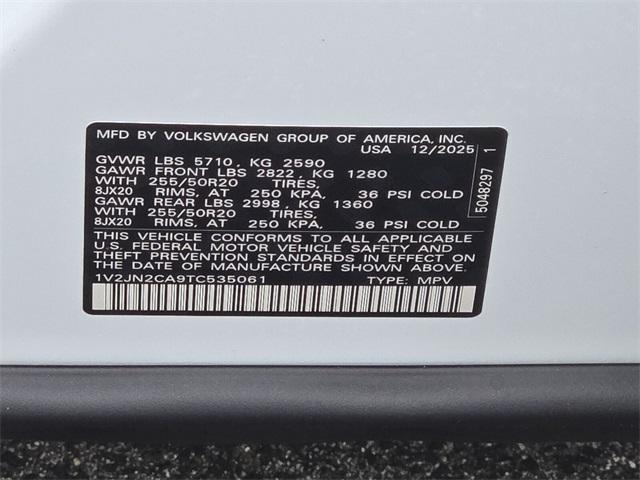 MFD BY VOLKSWAGEN GROUP OF AMERICA, INC.
USA 12/2025
GVWR LBS 5710, KG 2590
GAWR FRONT LBS 2822, KG 1280
WITH 255/50R20 TIRES,
8JX20 RIMS, AT 250 KPA, 36 PSI COLD
GAWR REAR LBS 2998, KG 1360
WITH 255/50R20 TIRES,
8JX20 RIMS, AT 250 KPA, 36 PSI COLD
THIS VEHICLE CONFORMS TO ALL APPLICABLE
U.S. FEDERAL MOTOR VEHICLE SAFETY AND
THEFT PREVENTION STANDARDS IN EFFECT ON
THE DATE OF MANUFACTURE SHOWN ABOVE.
1V2JN2CA9TC535061 TYPE: MPV
5048297 1